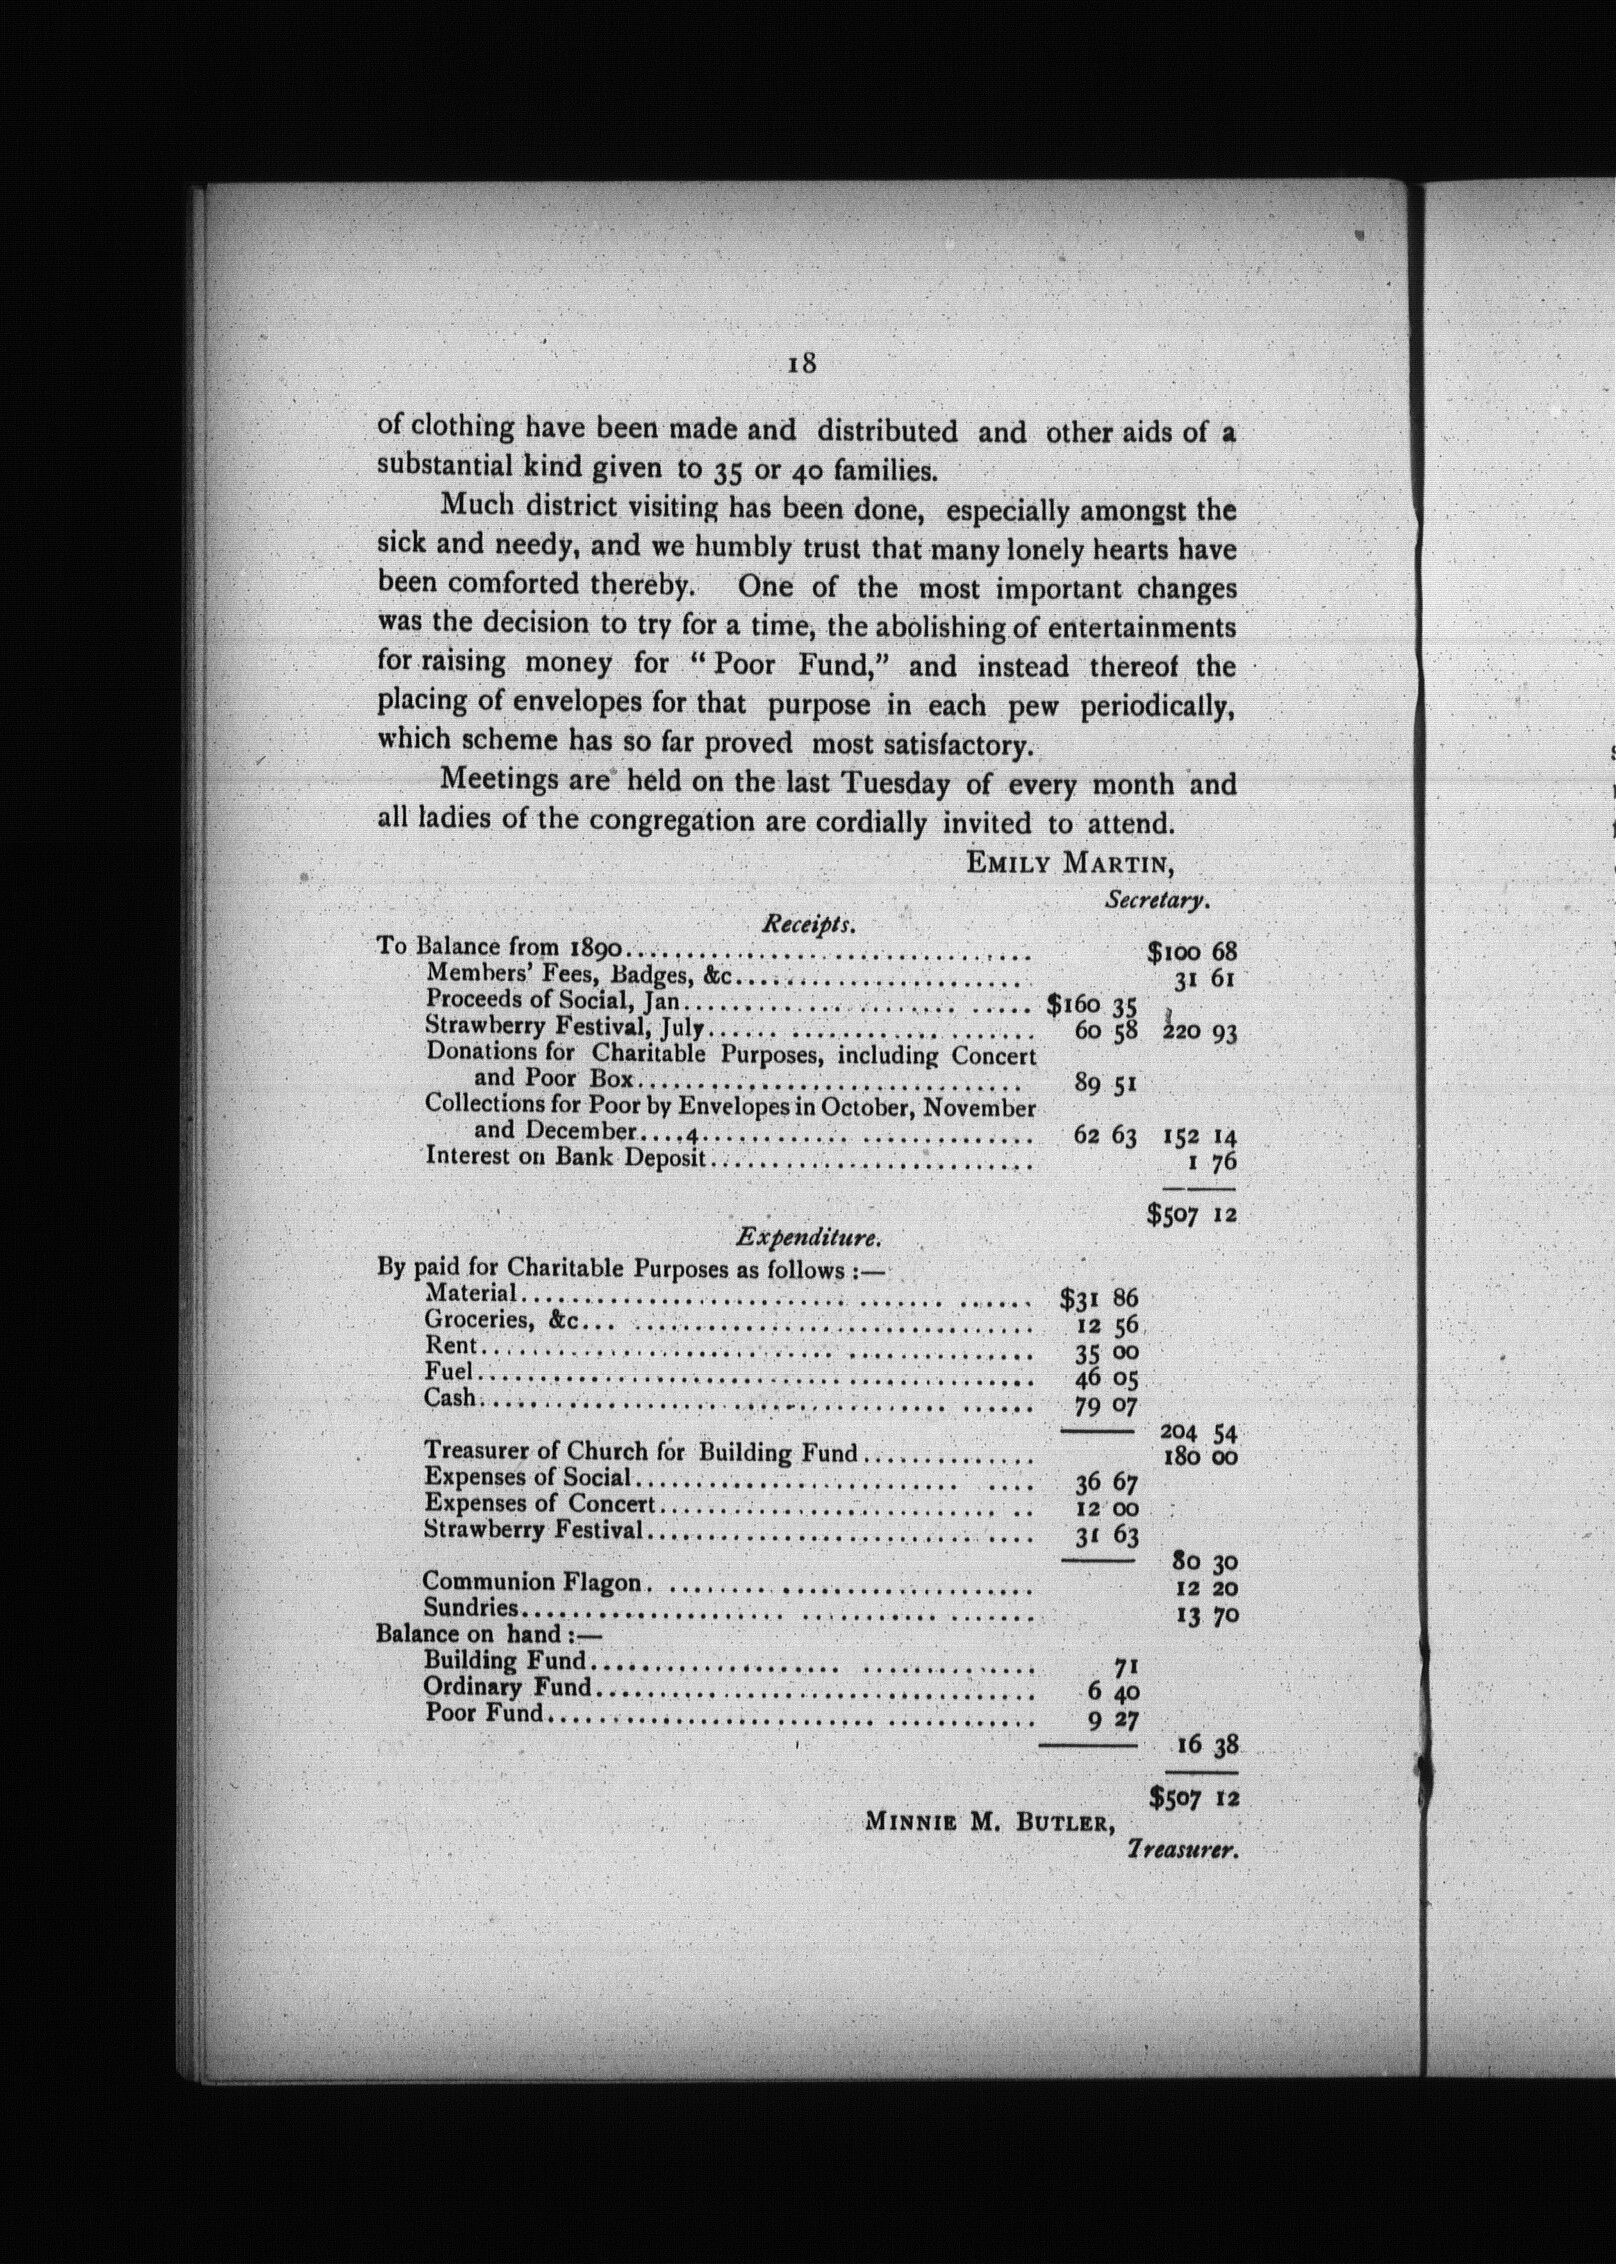 18
of clothing have been made and distributed and other aids of a
substantial kind given to 35 or 40 families.
Much district visiting has been done, especially amongst the
sick and needy, and we humbly trust that many lonely hearts have
been comforted thereby. One of the most important changes
was the decision to try for a time, the abolishing of entertainments
for raising money for “Poor Fund,” and instead thereof the
placing of envelopes for that purpose in each pew periodically,
which scheme has so far proved most satisfactory.
Meetings are held on the last Tuesday of every month and
all ladies of the congregation are cordially invited to attend.
EMILY MARTIN,
Secretary.
Receipts.
To Balance from 1890........................ $100 68
Members' Fees, Badges, &c........................ 31 61
Proceeds of Social, Jan........................ $160 35
Strawberry Festival, July........................ 60 58 220 93
Donations for Charitable Purposes, including Concert
and Poor Box........................ 89 51
Collections for Poor by Envelopes in October, November
and December....4.................... 62 63 152 14
Interest on Bank Deposit........................ 1 76
$507 12
Expenditure.
By paid for Charitable Purposes as follows :—
Material........................ $31 86
Groceries, &c........................ 12 56
Rent........................ 35 00
Fuel........................ 46 05
Cash........................ 79 07
204 54
Treasurer of Church for Building Fund.............. 180 00
Expenses of Social........................ 36 67
Expenses of Concert........................ 12 00
Strawberry Festival........................ 31 63
80 30
Communion Flagon........................ 12 20
Sundries........................ 13 70
Balance on hand :—
Building Fund........................ 71
Ordinary Fund........................ 6 40
Poor Fund........................ 9 27
16 38
$507 12
MINNIE M. BUTLER,
Treasurer.